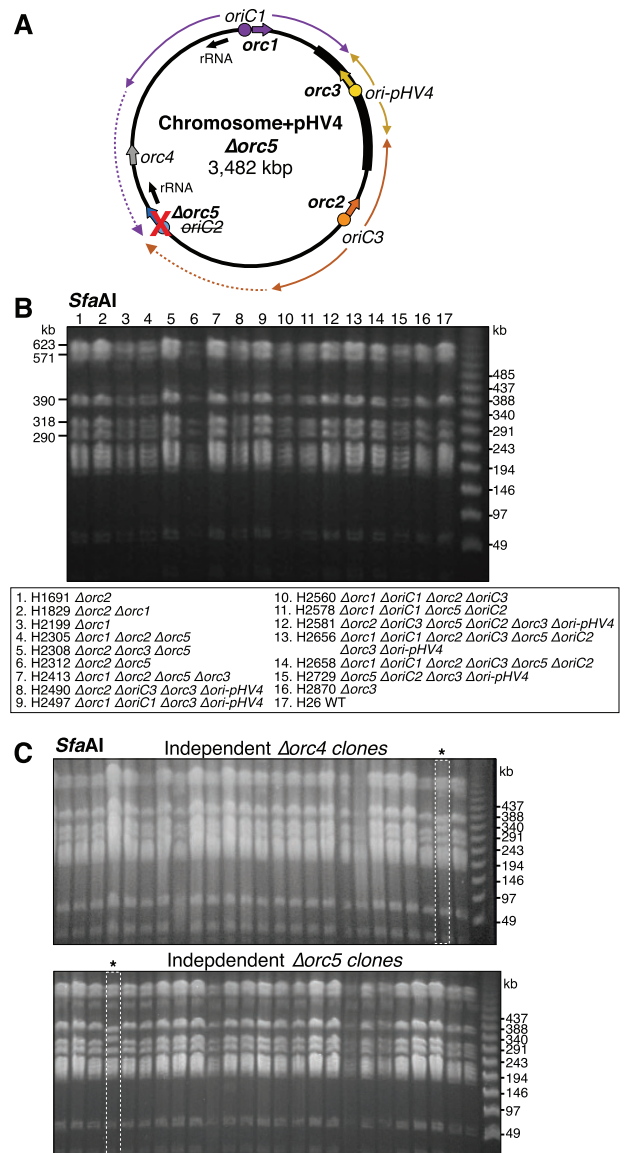 A
oriC1
orc1
rRNA
orc3
ori-pHV4
Chromosome+pHV4
Δorc5
3,482 kbp
orc4
rRNA
Δorc5
oriC2
orc2
oriC3
B
SfaAI
kb 1 2 3 4 5 6 7 8 9 10 11 12 13 14 15 16 17 kb
623
571
390
318
290
485
437
388
340
291
243
194
146
97
49
1. H1691 Δorc2
2. H1829 Δorc2 Δorc1
3. H2199 Δorc1
4. H2305 Δorc1 Δorc2 Δorc5
5. H2308 Δorc2 Δorc3 Δorc5
6. H2312 Δorc2 Δorc5
7. H2413 Δorc1 Δorc2 Δorc5 Δorc3
8. H2490 Δorc2 ΔoriC3 Δorc3 Δori-pHV4
9. H2497 Δorc1 ΔoriC1 Δorc3 Δori-pHV4
10. H2560 Δorc1 ΔoriC1 Δorc2 ΔoriC3
11. H2578 Δorc1 ΔoriC1 Δorc5 ΔoriC2
12. H2581 Δorc2 ΔoriC3 Δorc5 ΔoriC2 Δorc3 Δori-pHV4
13. H2656 Δorc1 ΔoriC1 Δorc2 ΔoriC3 Δorc5 ΔoriC2
Δorc3 Δori-pHV4
14. H2658 Δorc1 ΔoriC1 Δorc2 ΔoriC3 Δorc5 ΔoriC2
15. H2729 Δorc5 ΔoriC2 Δorc3 Δori-pHV4
16. H2870 Δorc3
17. H26 WT
C
SfaAI Independent Δorc4 clones *
kb
437
388
340
291
243
194
146
97
49
* Indepdendent Δorc5 clones
kb
437
388
340
291
243
194
146
97
49